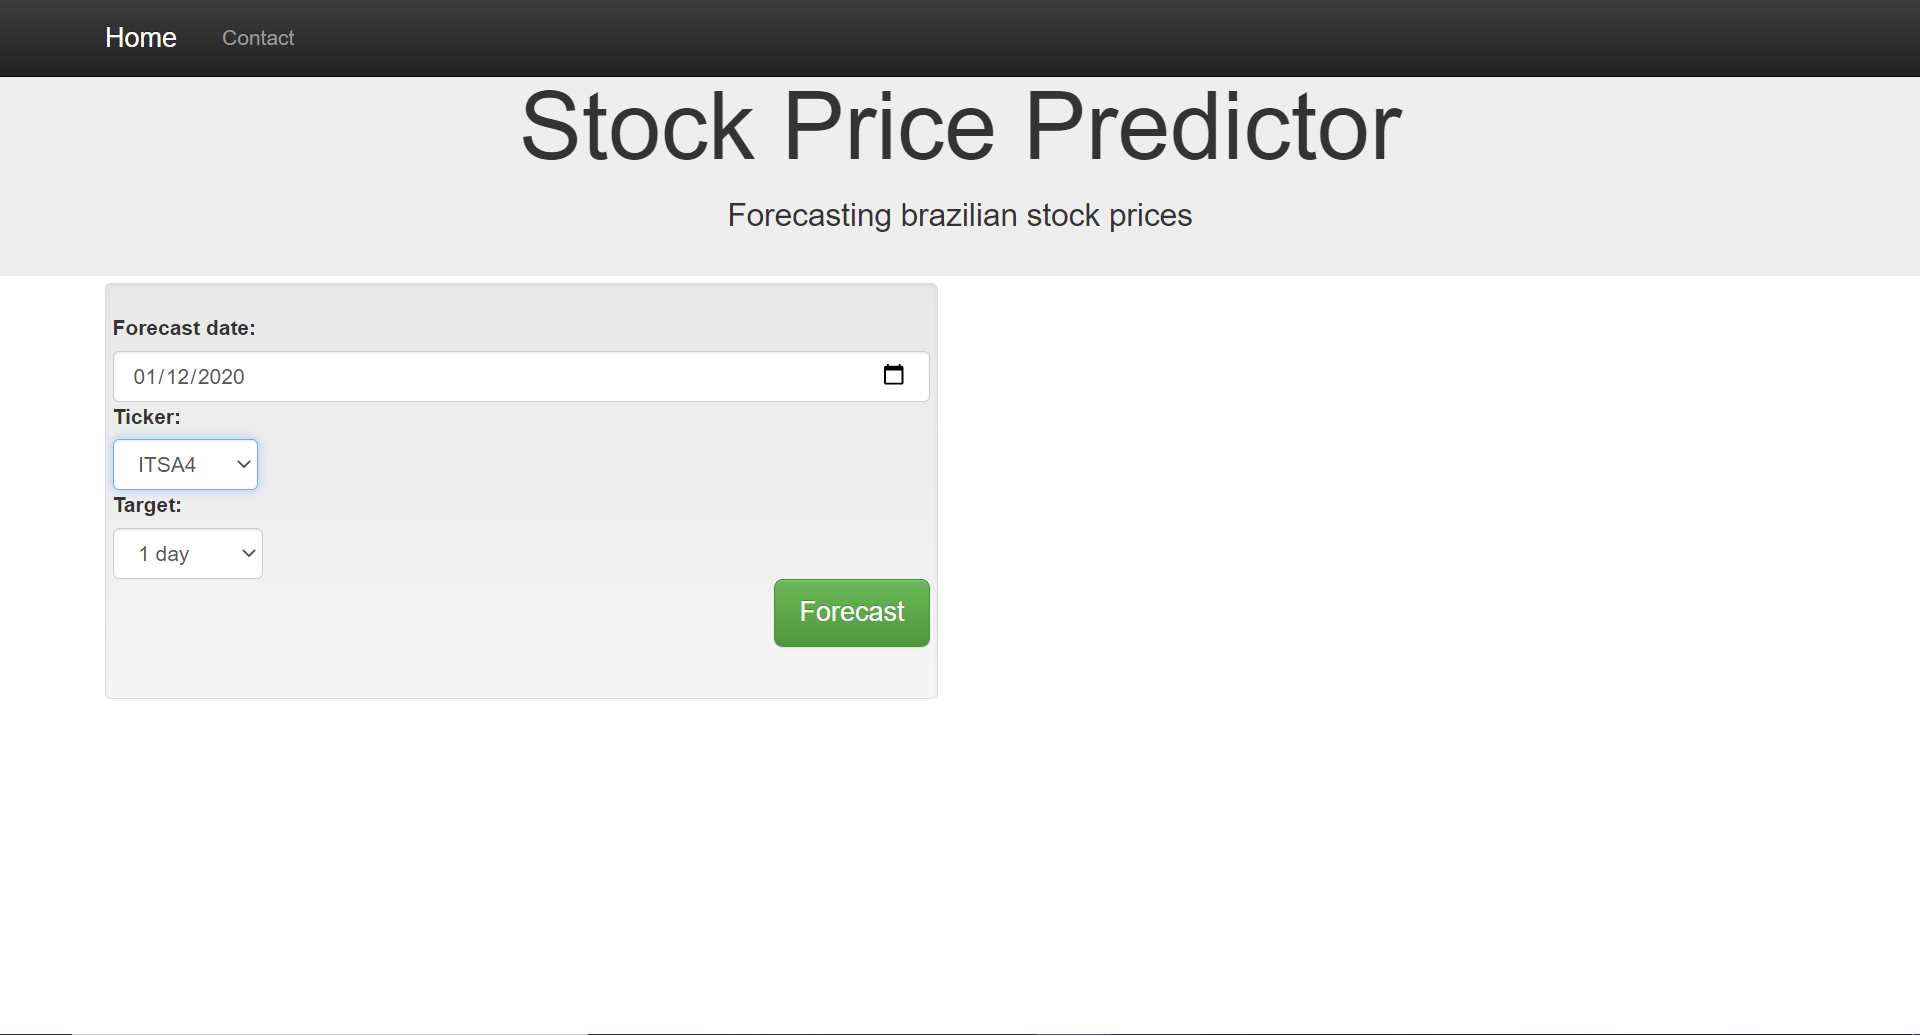 Home Contact
Stock Price Predictor
Forecasting brazilian stock prices
Forecast date:
01/12/2020
Ticker:
ITSA4
Target:
1 day
Forecast